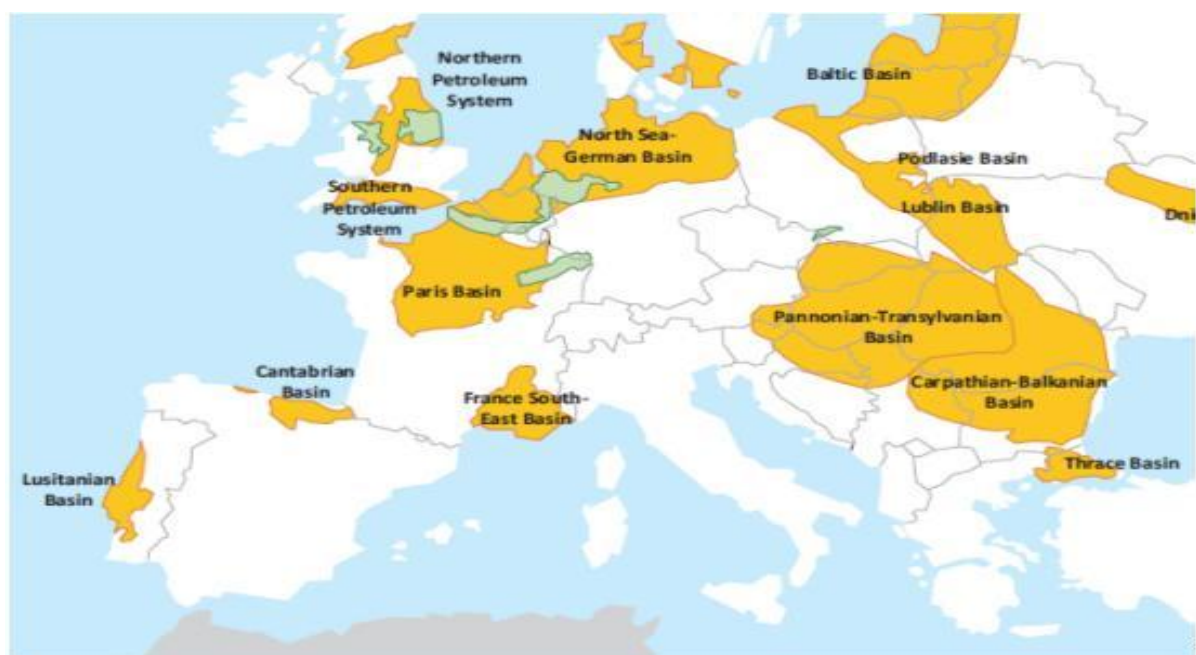 Northern
Petroleum
System
Baltic Basin
North Sea-
German Basin
Podlasie Basin
Southern
Petroleum
System
Lublin Basin
Dni
Paris Basin
Pannonian-Transylvanian
Basin
Cantabrian
Basin
France South-
East Basin
Carpathian-Balkanian
Basin
Lusitanian
Basin
Thrace Basin